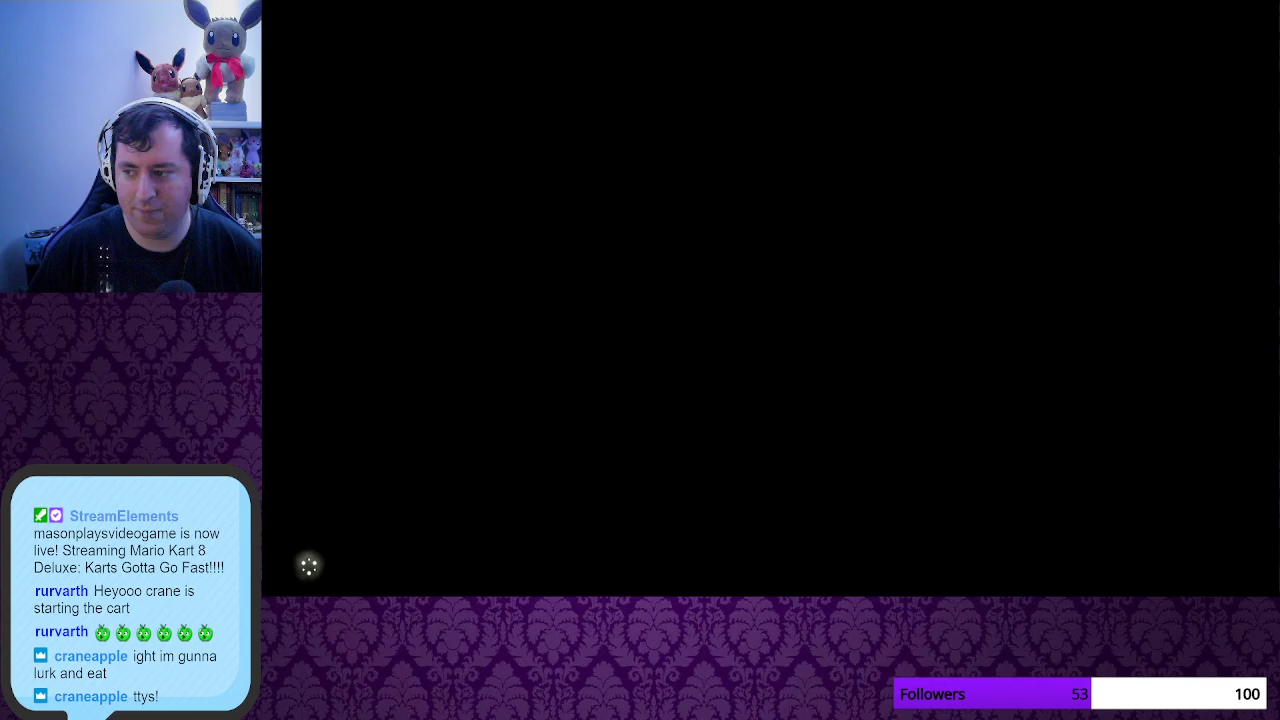 StreamElements
masonplaysvideogame is now
live! Streaming Mario Kart 8
Deluxe: Karts Gotta Go Fast!!!!
rurvarth Heyooo crane is
starting the cart
rurvarth
craneapple ight im gunna
lurk and eat
craneapple ttys!
Followers 53 100